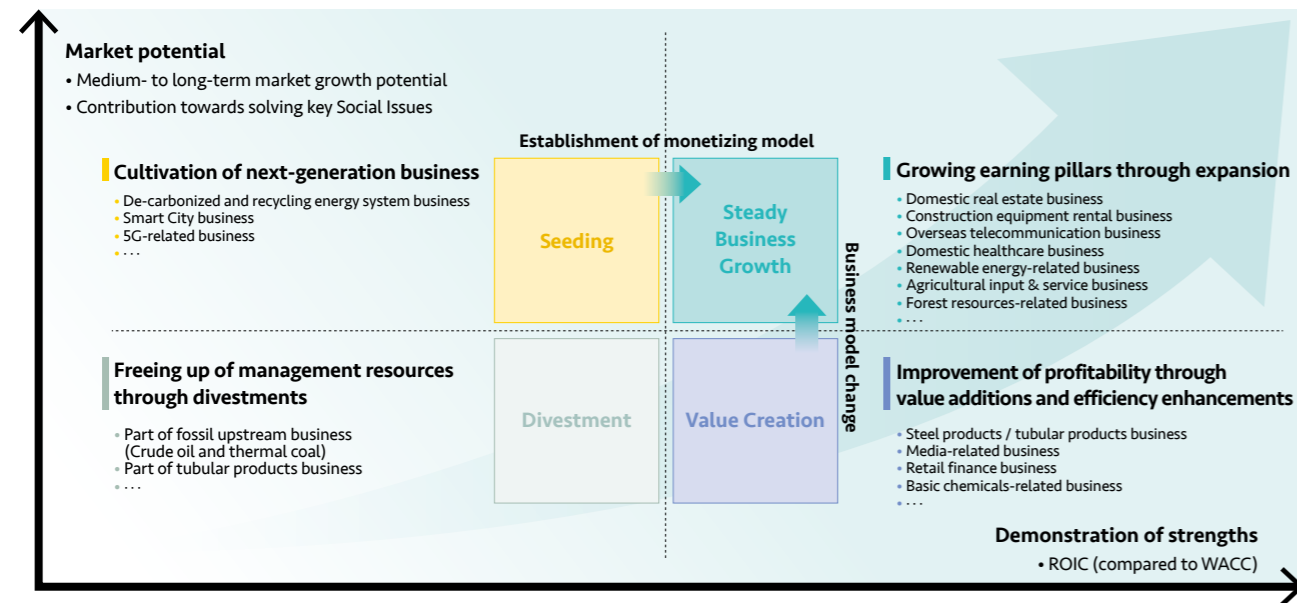 Market potential
• Medium- to long-term market growth potential
• Contribution towards solving key Social Issues
Establishment of monetizing model
Cultivation of next-generation business
• De-carbonized and recycling energy system business
• Smart City business
• 5G-related business
• ...
Seeding
Steady
Business
Growth
Growing earning pillars through expansion
• Domestic real estate business
• Construction equipment rental business
• Overseas telecommunication business
• Domestic healthcare business
• Renewable energy-related business
• Agricultural input & service business
• Forest resources-related business
• ...
Business model change
Freeing up of management resources
through divestments
• Part of fossil upstream business
(Crude oil and thermal coal)
• Part of tubular products business
• ...
Divestment
Value Creation
Improvement of profitability through
value additions and efficiency enhancements
• Steel products / tubular products business
• Media-related business
• Retail finance business
• Basic chemicals-related business
• ...
Demonstration of strengths
• ROIC (compared to WACC)